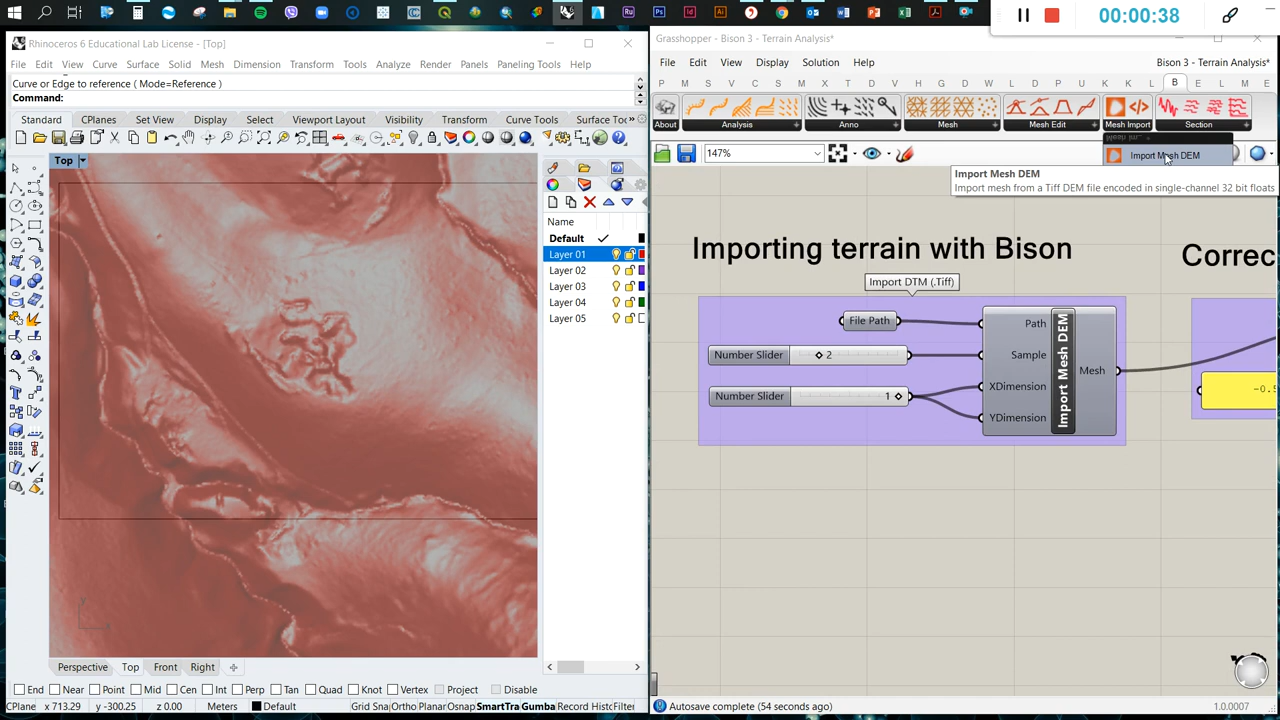 00:00:38
Rhinoceros 6 Educational Lab License - [Top]
File Edit View Curve Surface Solid Mesh Dimension Transform Tools Analyze Render Panels Paneling Tools Help
Curve or Edge to reference ( Mode=Reference )
Command:
Standard CPlanes Set View Display Select Viewport Layout Visibility Transform Curve Tools Surface To
Top
Name
Default
Layer 01
Layer 02
Layer 03
Layer 04
Layer 05
Perspective Top Front Right
End Near Point Mid Cen Int Perp Tan Quad Knot Vertex Project Disable
CPlane x 713.29 y -300.25 z 0.00 Meters Default Grid Sna Ortho Planar Osnap SmartTra Gumba Record Histo Filter
Grasshopper - Bison 3 - Terrain Analysis*
File Edit View Display Solution Help Bison 3 - Terrain Analysis*
P M S V C I S M D A V P K L W P K K L B E L M E
About Analysis Anno Mesh Mesh Edit Mesh Import Section
147%
Import Mesh DEM
Import Mesh DEM
Import mesh from a Tiff DEM file encoded in single-channel 32 bit floats
Importing terrain with Bison
Correc
Import DTM (.Tiff)
File Path
Number Slider 2
Number Slider 1
Path
Sample
XDimension
YDimension
Import Mesh DEM
Mesh
-0.5
Autosave complete (54 seconds ago)
1.0.0007